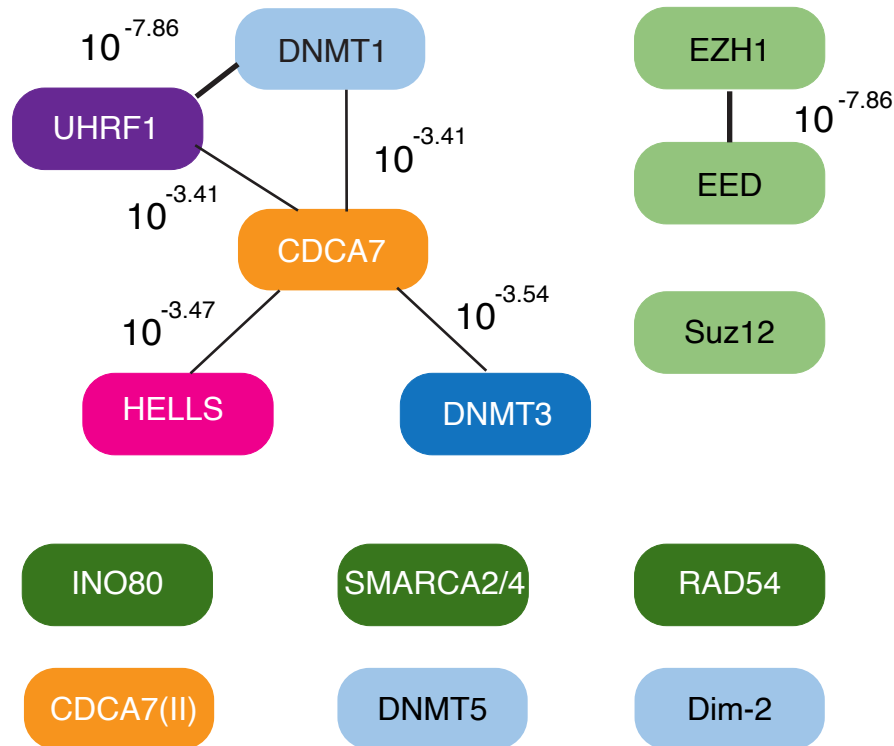 10^-7.86
DNMT1
EZH1
UHRF1
10^-7.86
10^-3.41
EED
10^-3.41
CDCA7
10^-3.47
10^-3.54
Suz12
HELLS
DNMT3
INO80
SMARCA2/4
RAD54
CDCA7(II)
DNMT5
Dim-2